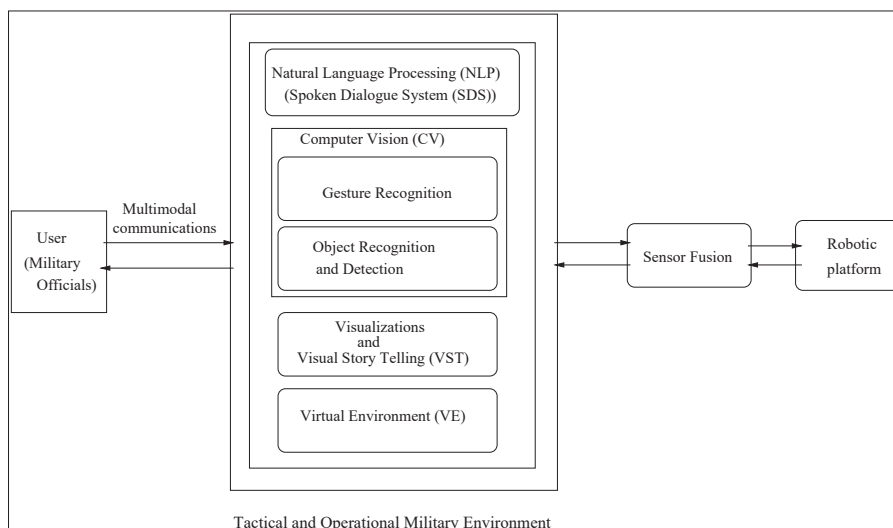 Natural Language Processing (NLP)
(Spoken Dialogue System (SDS))
Computer Vision (CV)
Gesture Recognition
Object Recognition
and Detection
Visualizations
and
Visual Story Telling (VST)
Virtual Environment (VE)
Multimodal
communications
User
(Military
Officials)
Sensor Fusion
Robotic
platform
Tactical and Operational Military Environment